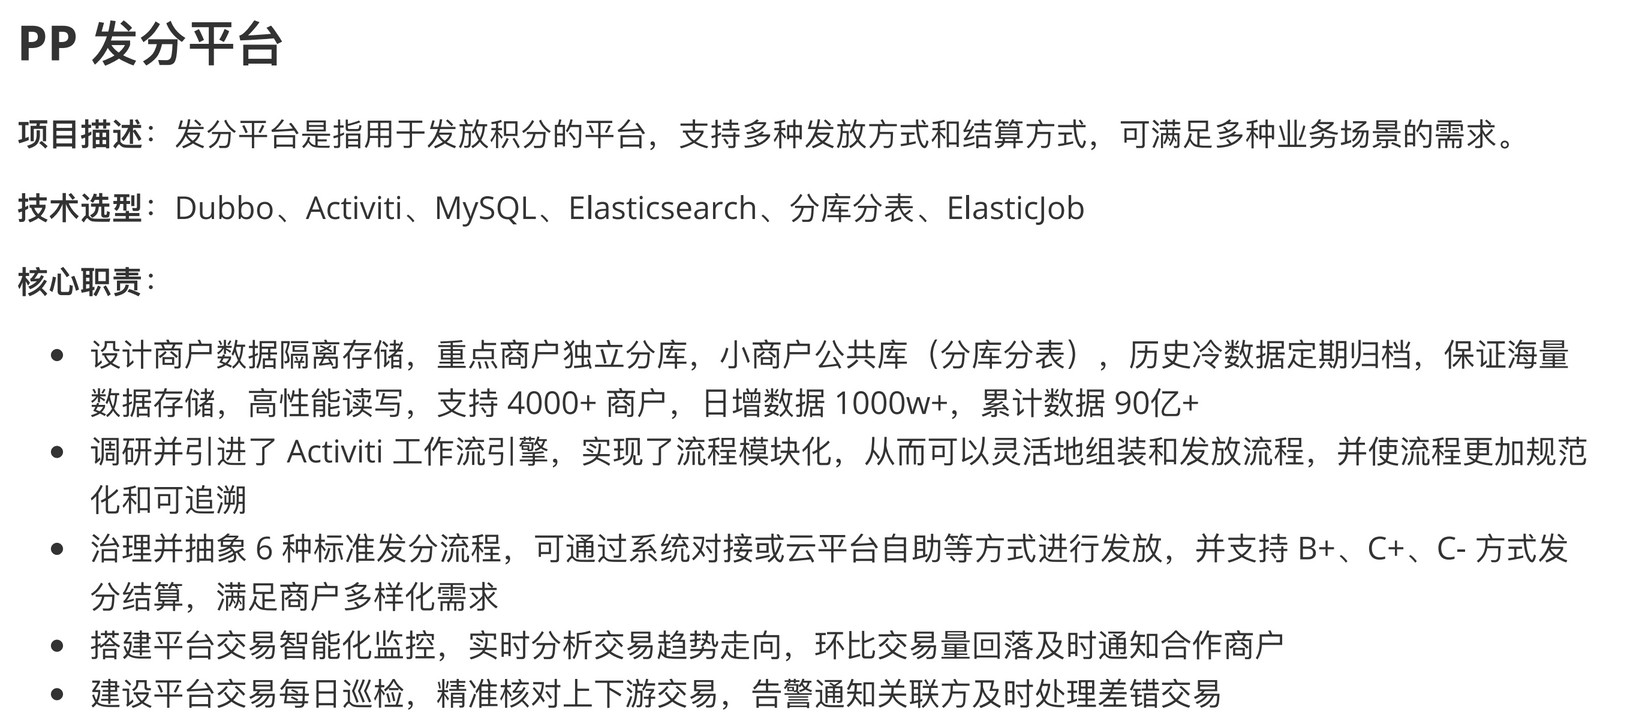 PP 发分平台
项目描述：发分平台是指用于发放积分的平台，支持多种发放方式和结算方式，可满足多种业务场景的需求。
技术选型：Dubbo、Activiti、MySQL、Elasticsearch、分库分表、ElasticJob
核心职责：
• 设计商户数据隔离存储，重点商户独立分库，小商户公共库（分库分表），历史冷数据定期归档，保证海量
数据存储，高性能读写，支持 4000+ 商户，日增数据 1000w+，累计数据 90亿+
• 调研并引进了 Activiti 工作流引擎，实现了流程模块化，从而可以灵活地组装和发放流程，并使流程更加规范
化和可追溯
• 治理并抽象 6 种标准发分流程，可通过系统对接或云平台自助等方式进行发放，并支持 B+、C+、C- 方式发
分结算，满足商户多样化需求
• 搭建平台交易智能化监控，实时分析交易趋势走向，环比交易量回落及时通知合作商户
• 建设平台交易每日巡检，精准核对上下游交易，告警通知关联方及时处理差错交易